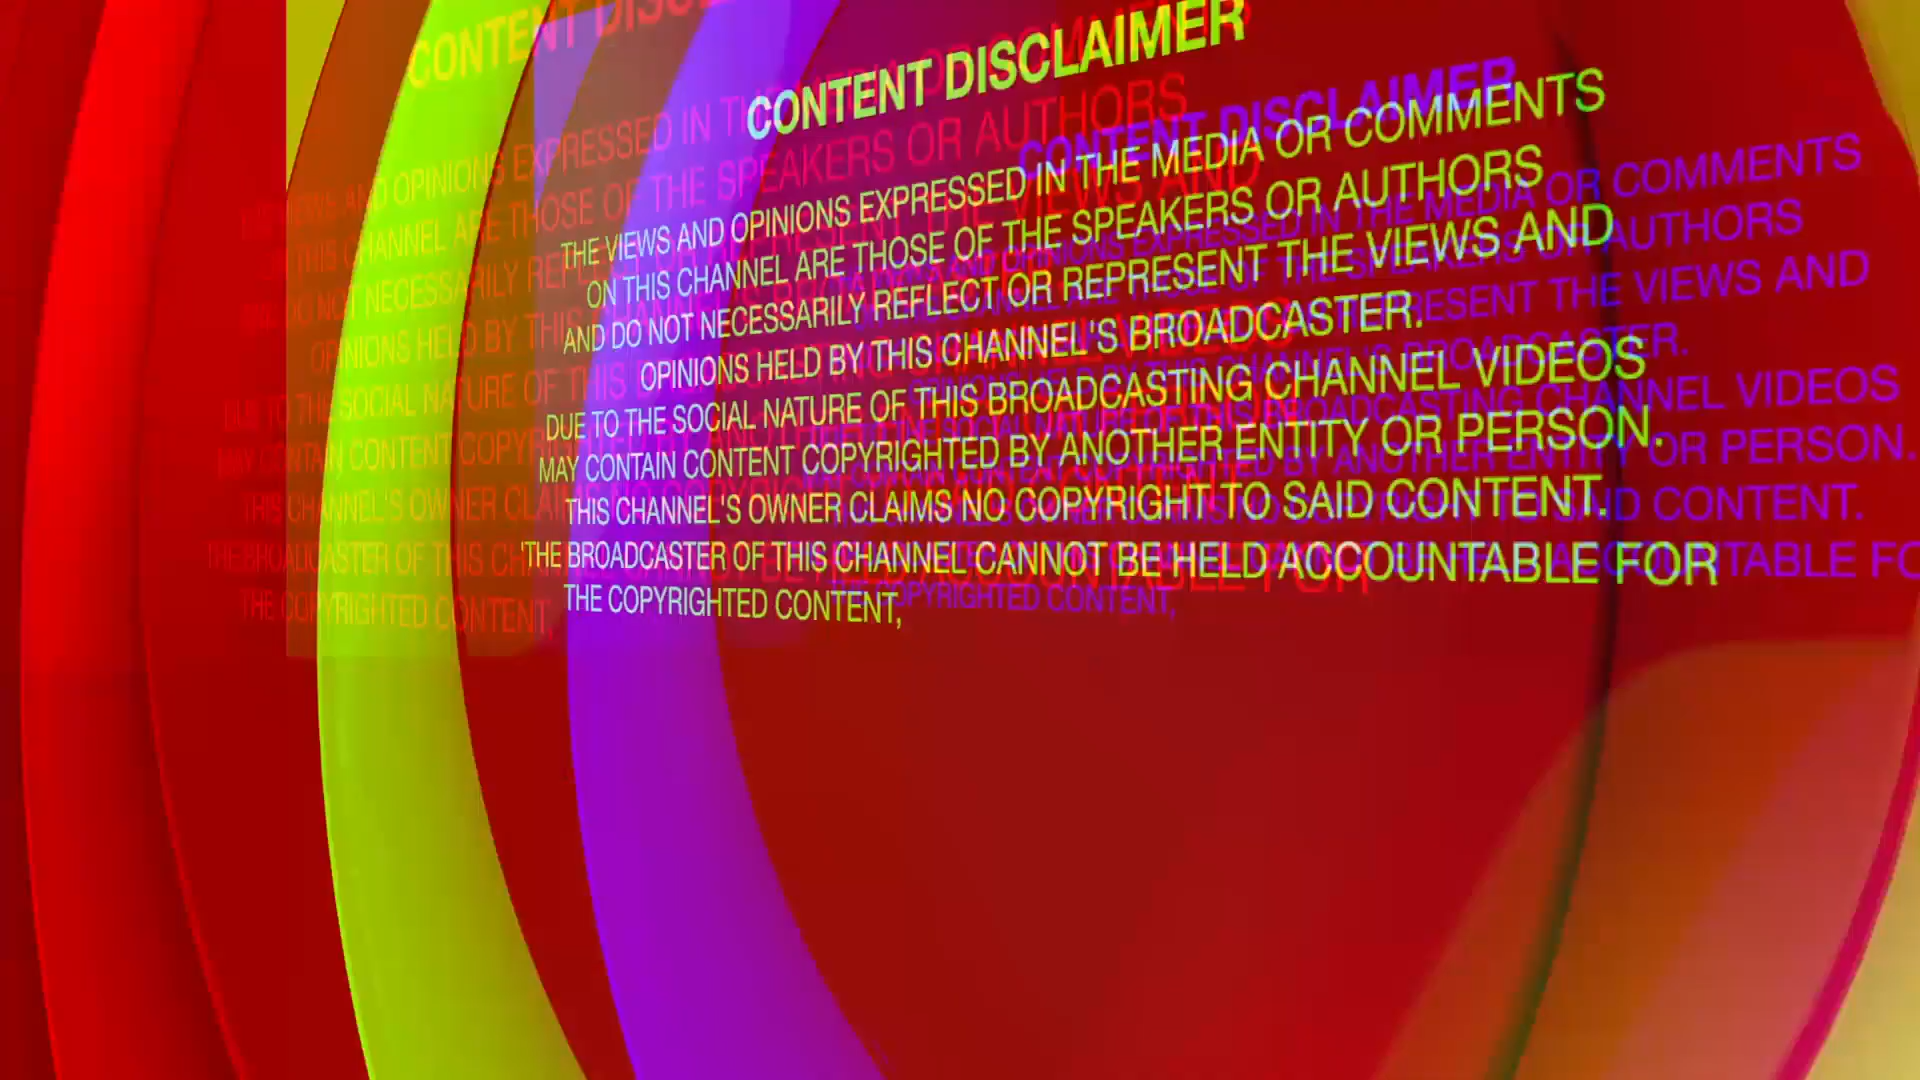 CONTENT DISCLAIMER
THE VIEWS AND OPINIONS EXPRESSED IN THE MEDIA OR COMMENTS
ON THIS CHANNEL ARE THOSE OF THE SPEAKERS OR AUTHORS
AND DO NOT NECESSARILY REFLECT OR REPRESENT THE VIEWS AND
OPINIONS HELD BY THIS CHANNEL'S BROADCASTER.
DUE TO THE SOCIAL NATURE OF THIS BROADCASTING CHANNEL VIDEOS
MAY CONTAIN CONTENT COPYRIGHTED BY ANOTHER ENTITY OR PERSON.
THIS CHANNEL'S OWNER CLAIMS NO COPYRIGHT TO SAID CONTENT.
'THE BROADCASTER OF THIS CHANNEL CANNOT BE HELD ACCOUNTABLE FOR
THE COPYRIGHTED CONTENT,